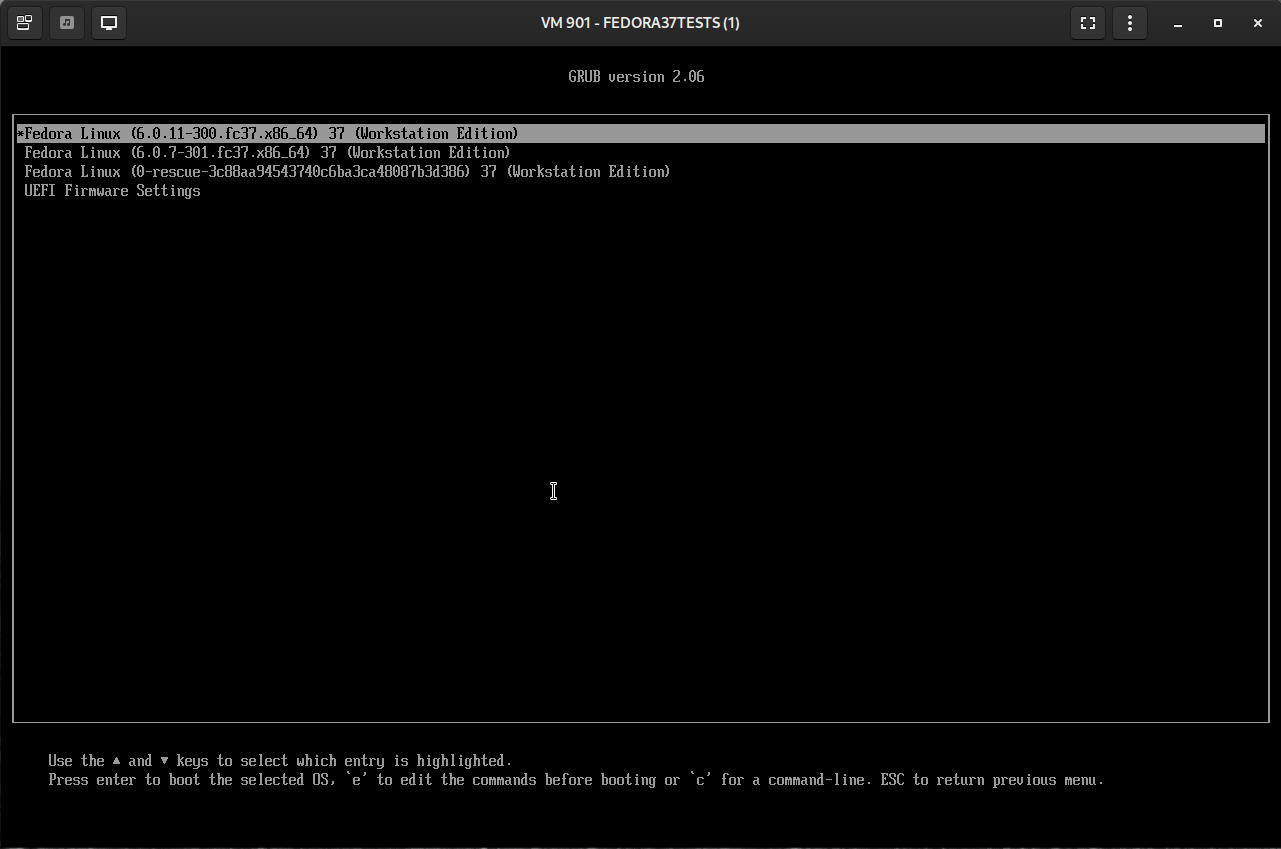 VM 901 - FEDORA37TESTS (1)
GRUB version 2.06
*Fedora Linux (6.0.11-300.fc37.x86_64) 37 (Workstation Edition)
Fedora Linux (6.0.7-301.fc37.x86_64) 37 (Workstation Edition)
Fedora Linux (0-rescue-3c88aa94543740c6ba3ca48087b3d386) 37 (Workstation Edition)
UEFI Firmware Settings
Use the ▲ and ▼ keys to select which entry is highlighted.
Press enter to boot the selected OS, `e' to edit the commands before booting or `c' for a command-line. ESC to return previous menu.